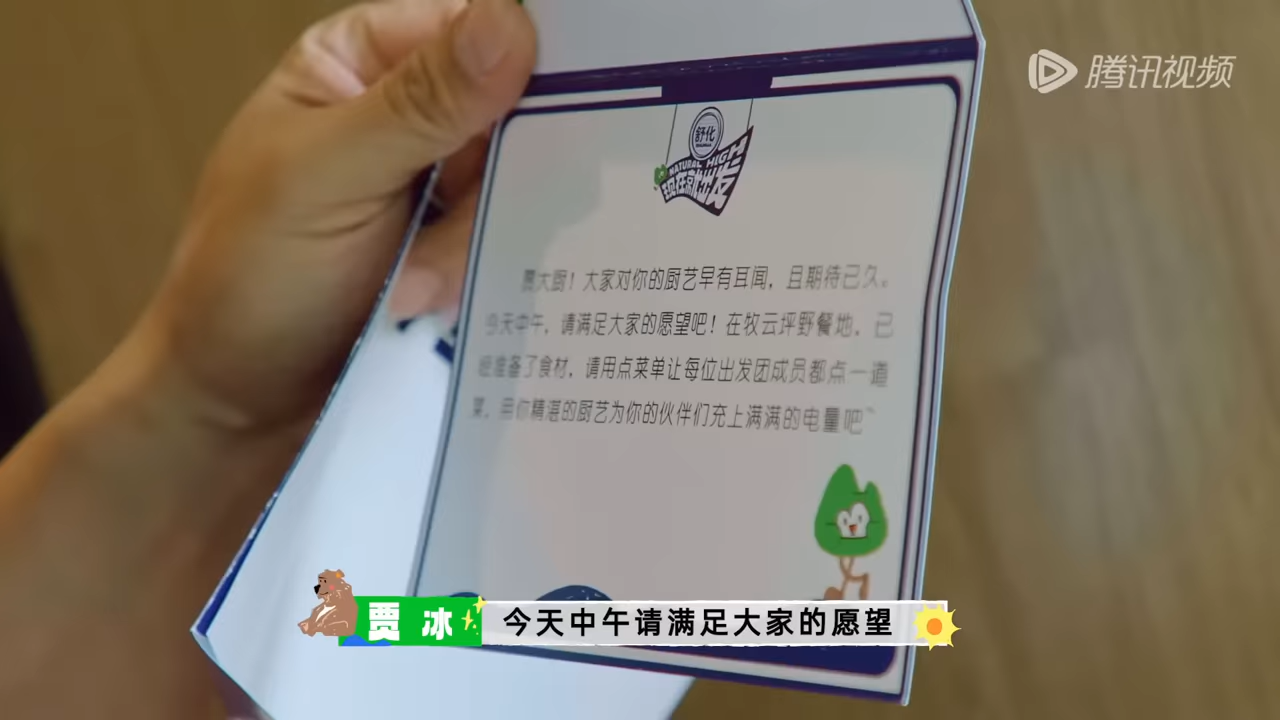 腾讯视频
舒化
NATURAL HIGH
现在就出发
贾大厨！大家对你的厨艺早有耳闻，且期待已久。
今天中午，请满足大家的愿望吧！在牧云坪野餐地，已
经准备了食材，请用点菜单让每位出发团成员都点一道
菜，用你精湛的厨艺为你的伙伴们充上满满的电量吧~
贾冰 今天中午请满足大家的愿望